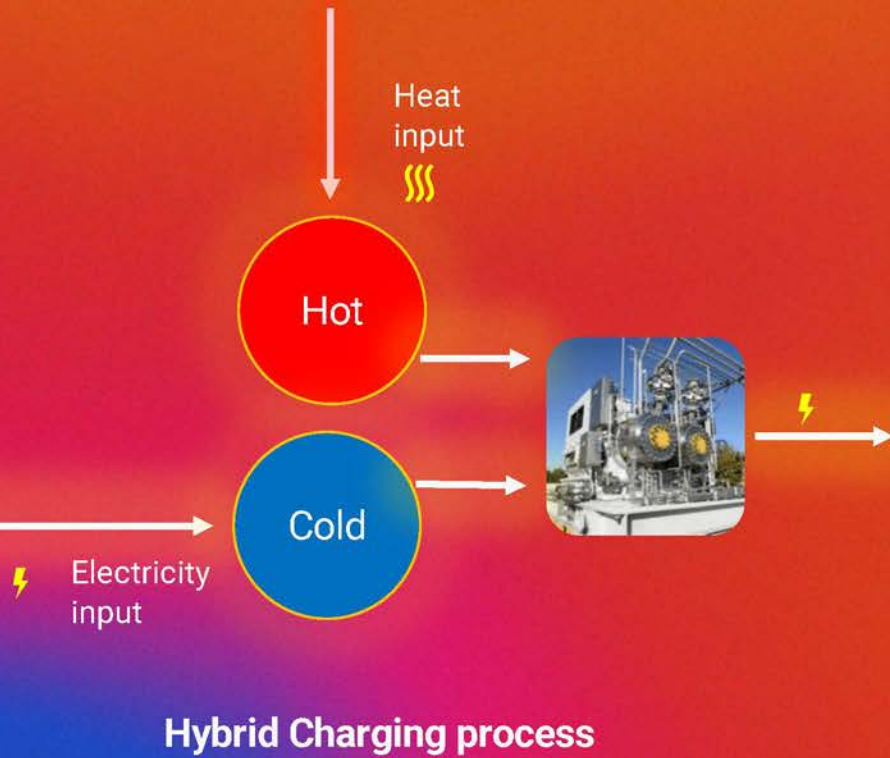 Heat
input
Hot
Cold
Electricity
input
Hybrid Charging process